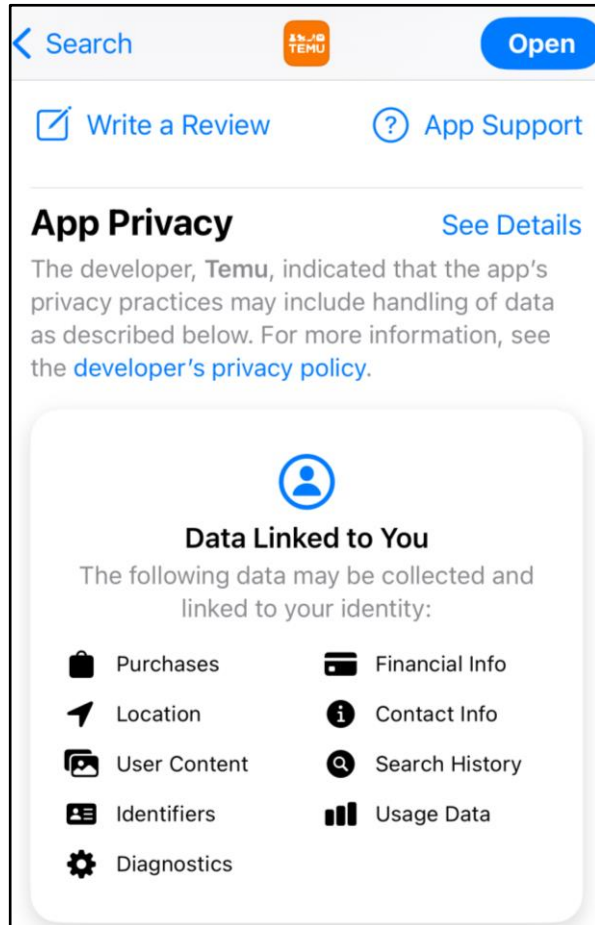 Search
TEMU
Open
Write a Review
App Support
App Privacy
See Details
The developer, Temu, indicated that the app's
privacy practices may include handling of data
as described below. For more information, see
the developer's privacy policy.
Data Linked to You
The following data may be collected and
linked to your identity:
Purchases
Financial Info
Location
Contact Info
User Content
Search History
Identifiers
Usage Data
Diagnostics